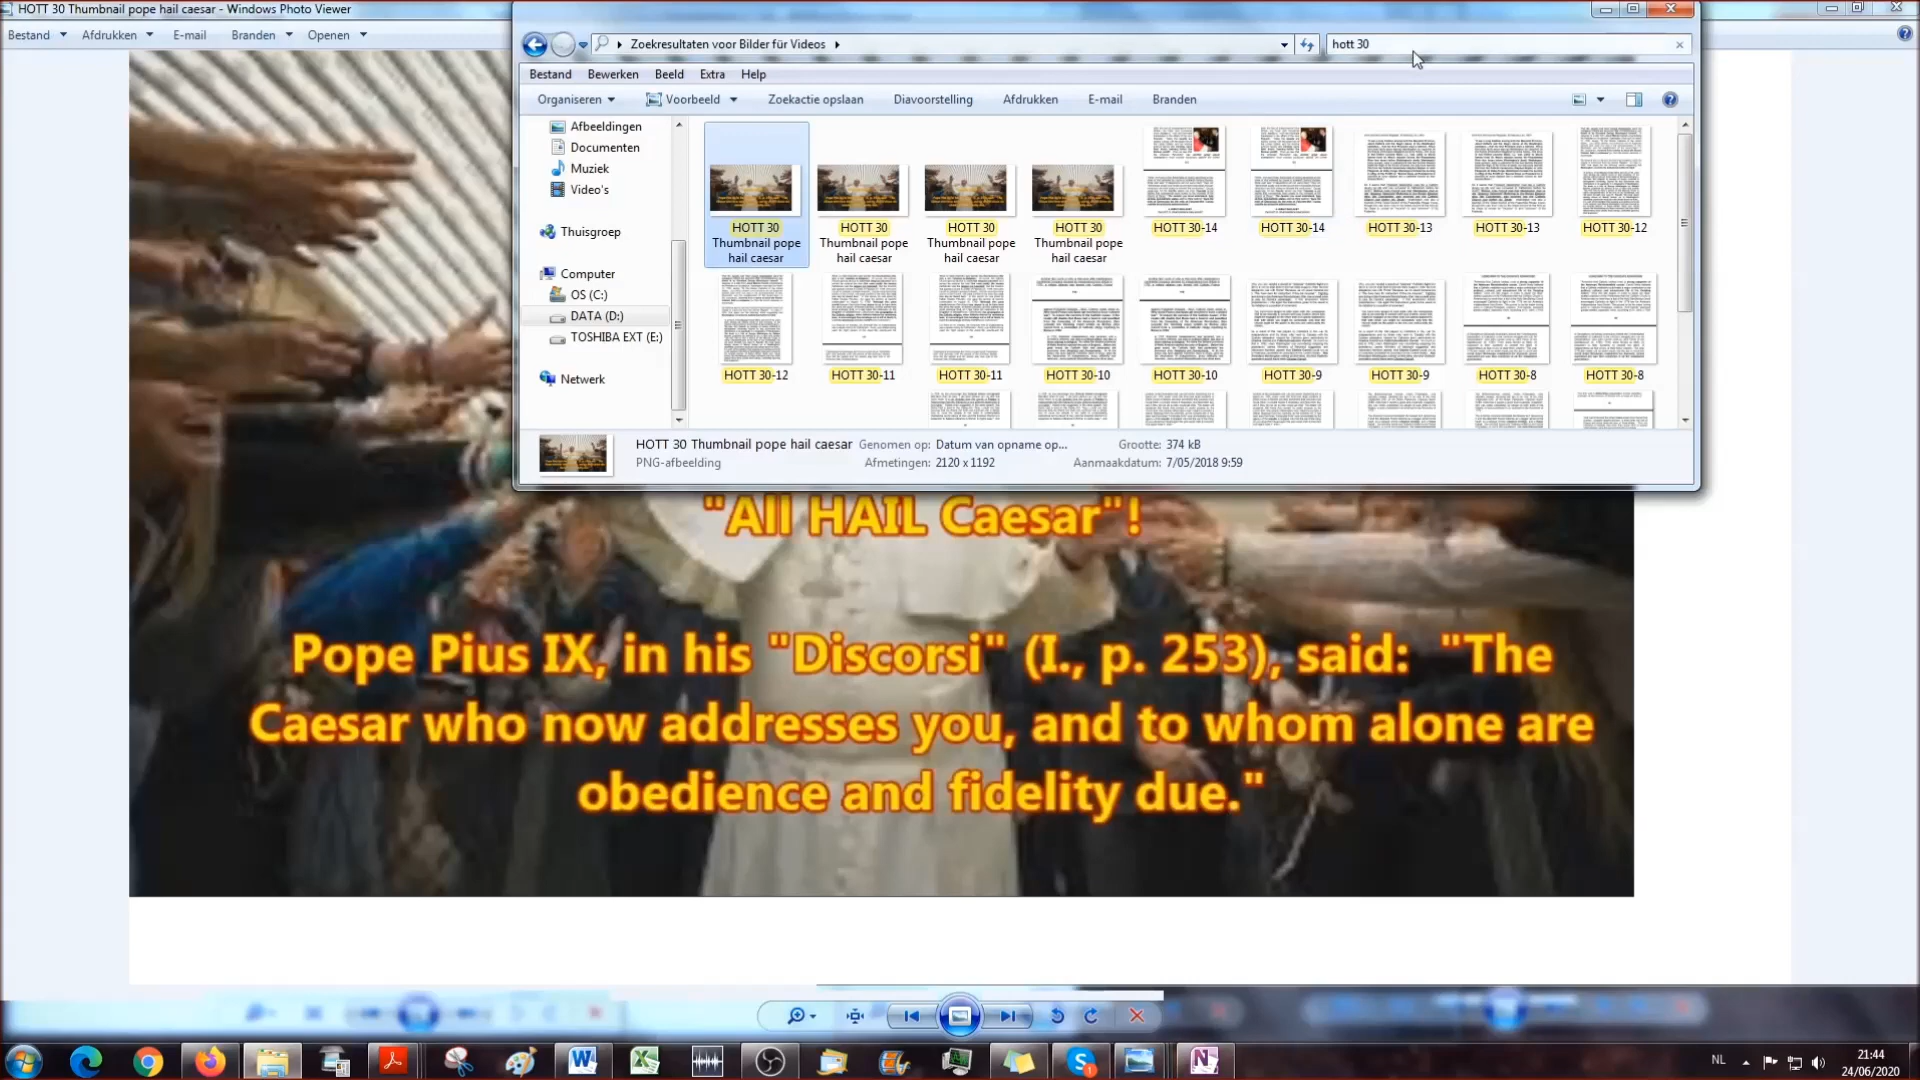 HOTT 30 Thumbnail pope hail caesar - Windows Photo Viewer
Bestand Afdrukken E-mail Branden Openen
Zoekresultaten voor Bilder für Videos
hott 30
Bestand Bewerken Beeld Extra Help
Organiseren Voorbeeld Zoekactie opslaan Diavoorstelling Afdrukken E-mail Branden
Afbeeldingen
Documenten
Muziek
Video's
Thuisgroep
Computer
OS (C:)
DATA (D:)
TOSHIBA EXT (E:)
Netwerk
HOTT 30 Thumbnail pope hail caesar
HOTT 30 Thumbnail pope hail caesar
HOTT 30 Thumbnail pope hail caesar
HOTT 30 Thumbnail pope hail caesar
HOTT 30-14
HOTT 30-14
HOTT 30-13
HOTT 30-13
HOTT 30-12
HOTT 30-12
HOTT 30-11
HOTT 30-11
HOTT 30-10
HOTT 30-10
HOTT 30-9
HOTT 30-9
HOTT 30-8
HOTT 30-8
HOTT 30 Thumbnail pope hail caesar Genomen op: Datum van opname op... Grootte: 374 kB
PNG-afbeelding Afmetingen: 2120 x 1192 Aanmaakdatum: 7/05/2018 9:59
"All HAIL Caesar"!
Pope Pius IX, in his "Discorsi" (I., p. 253), said: "The
Caesar who now addresses you, and to whom alone are
obedience and fidelity due."
NL
21:44
24/06/2020